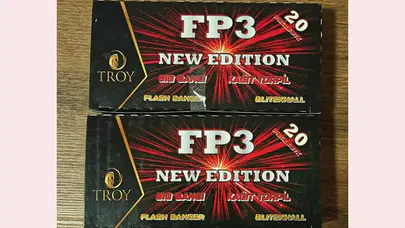 FP3
20
NEW EDITION
TROY
BIG BANG!
KAĞIT TORPİL
FLASH BANGER
BLITZKNALL
FP3
20
NEW EDITION
TROY
BIG BANG!
KAĞIT TORPİL
FLASH BANGER
BLITZKNALL